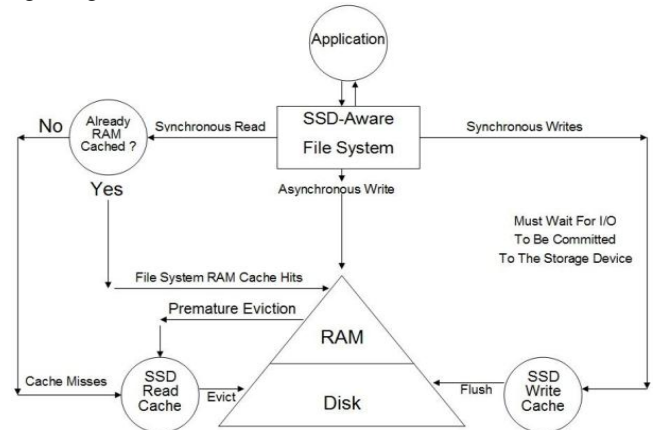 Application
SSD-Aware
File System
Synchronous Read
Synchronous Writes
No
Already
RAM
Cached ?
Yes
Asynchronous Write
Must Wait For I/O
To Be Committed
To The Storage Device
File System RAM Cache Hits
Premature Eviction
RAM
Cache Misses
SSD
Read
Cache
Evict
Disk
Flush
SSD
Write
Cache